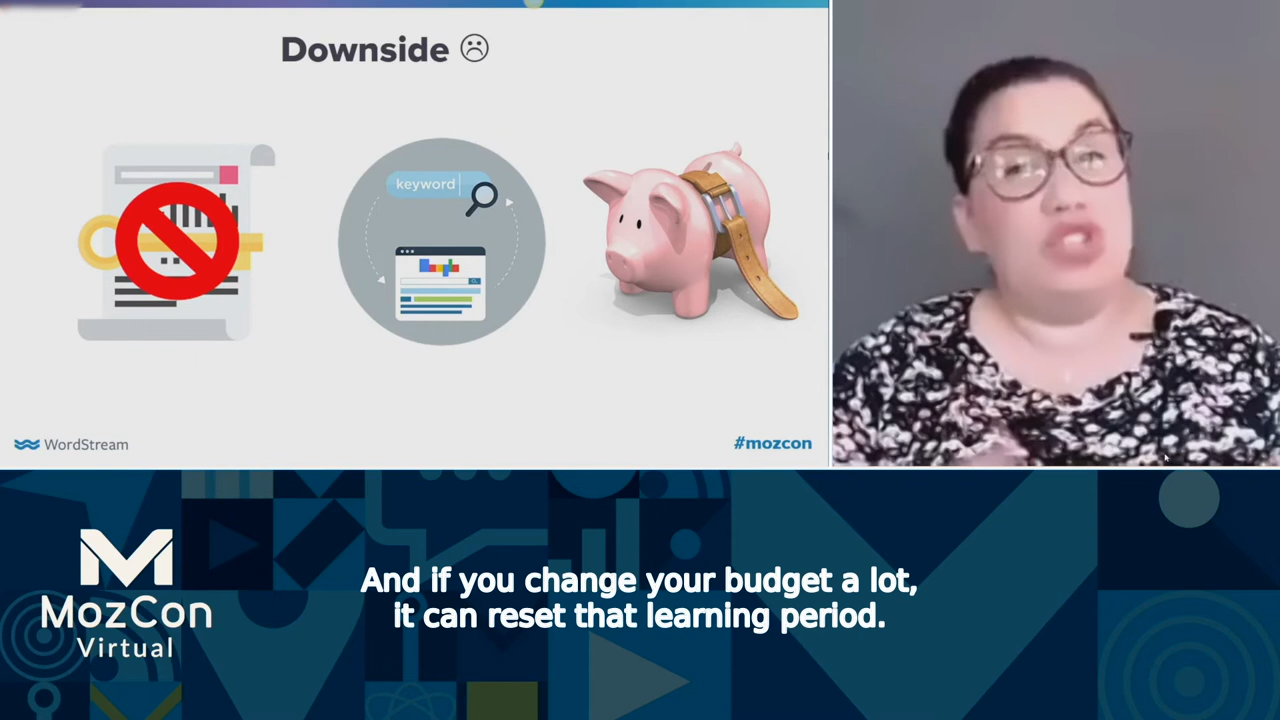 Downside ☹
keyword
WordStream
#mozcon
MozCon
Virtual
And if you change your budget a lot,
it can reset that learning period.